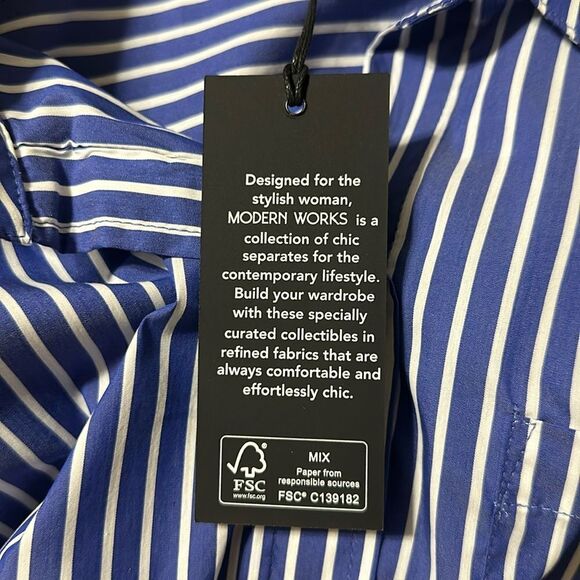 Designed for the
stylish woman,
MODERN WORKS is a
collection of chic
separates for the
contemporary lifestyle.
Build your wardrobe
with these specially
curated collectibles in
refined fabrics that are
always comfortable and
effortlessly chic.
FSC
www.fsc.org
MIX
Paper from
responsible sources
FSC® C139182